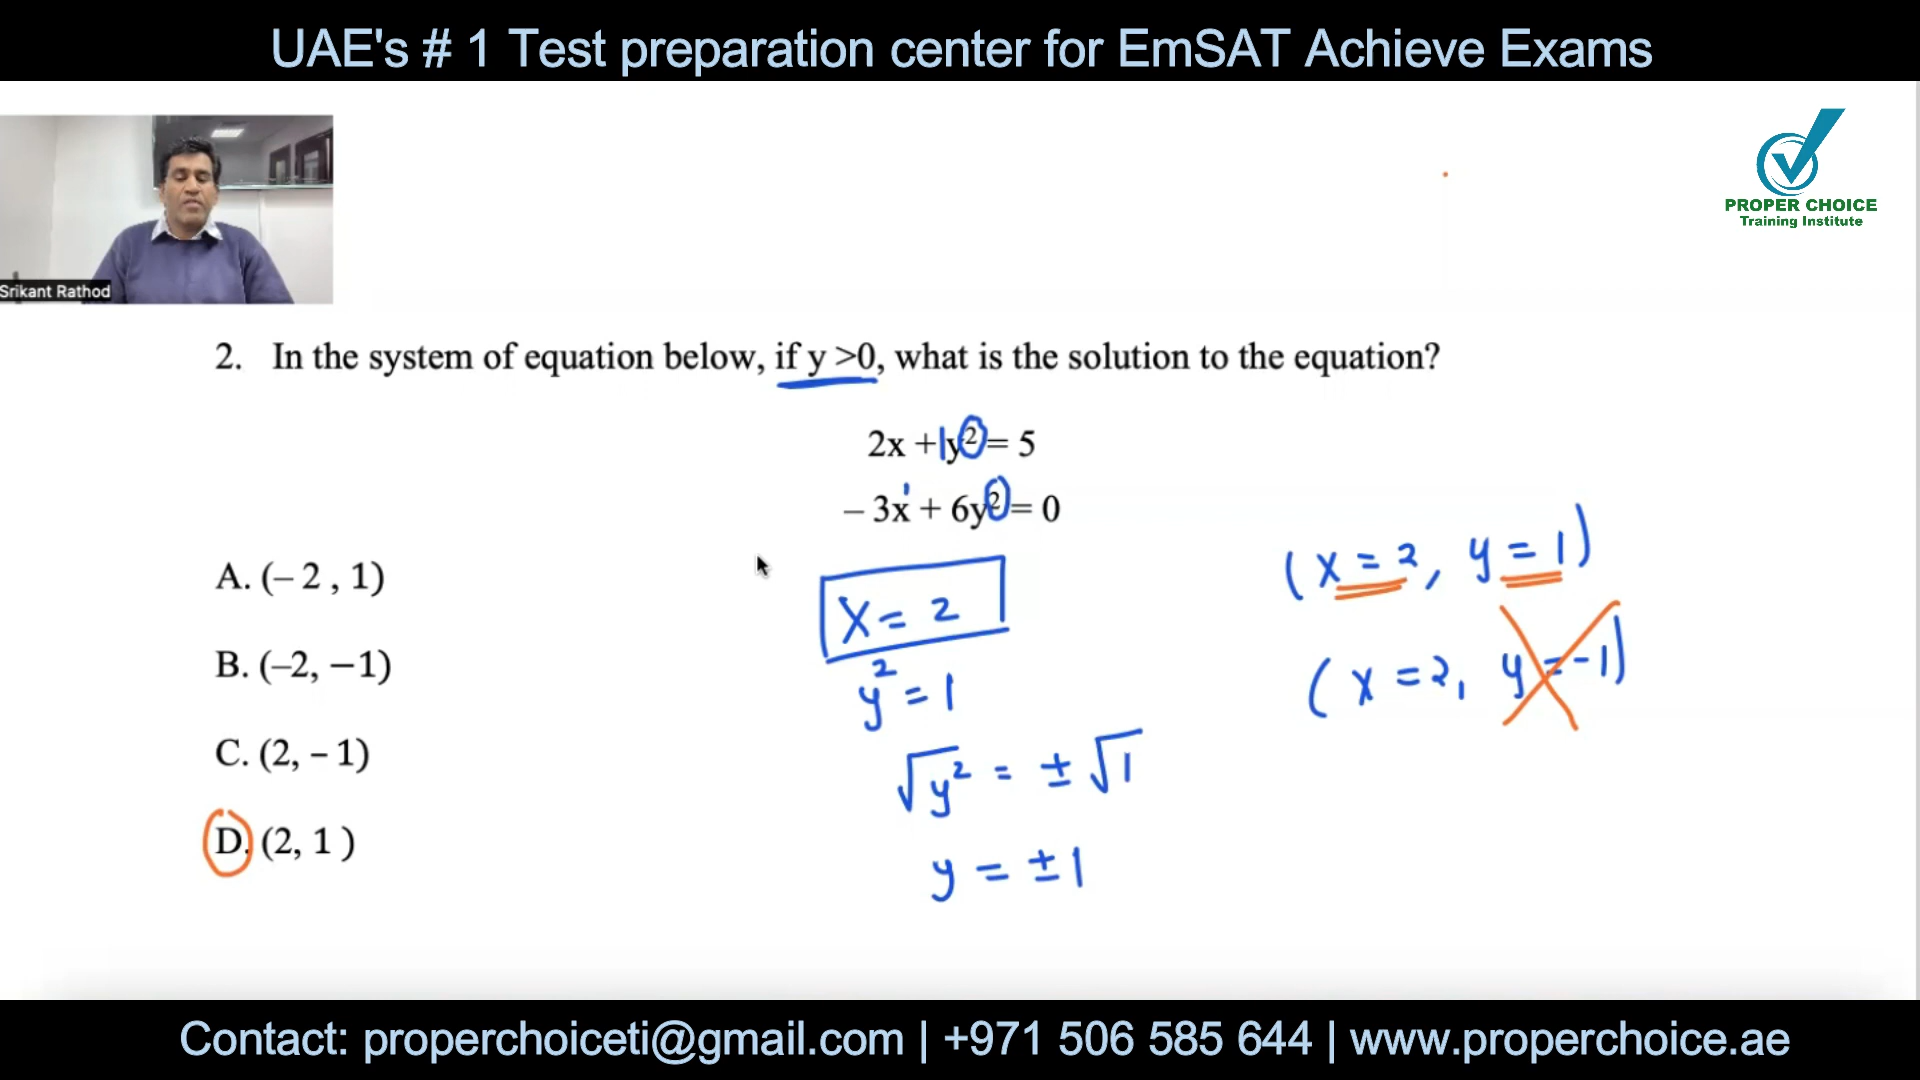 UAE's # 1 Test preparation center for EmSAT Achieve Exams
PROPER CHOICE
Training Institute
Srikant Rathod
2. In the system of equation below, if y >0, what is the solution to the equation?
2x +1y²= 5
– 3x¹ + 6y²= 0
A. (– 2 , 1)
B. (–2, –1)
C. (2, – 1)
D. (2, 1 )
X = 2
y² = 1
√y² = ± √1
y = ±1
(x = 2, y = 1)
(x = 2, y = -1)
Contact: properchoiceti@gmail.com | +971 506 585 644 | www.properchoice.ae